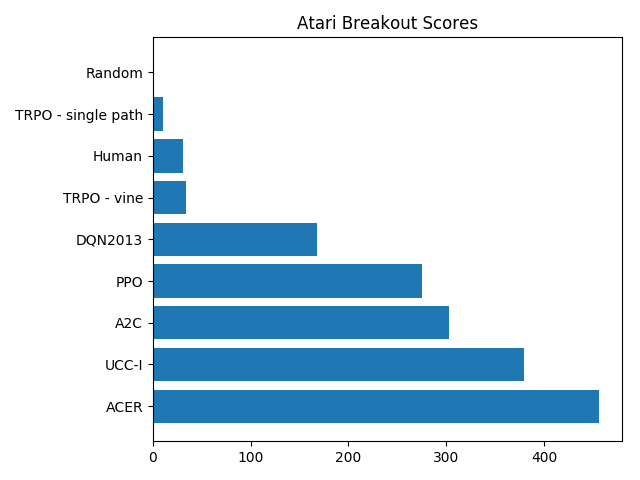 Atari Breakout Scores
Random
TRPO - single path
Human
TRPO - vine
DQN2013
PPO
A2C
UCC-I
ACER
0 100 200 300 400